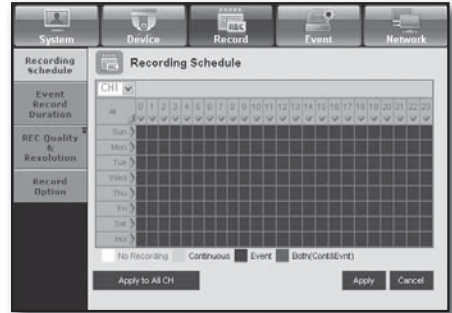 System Device Record Event Network
Recording
Schedule
Recording Schedule
Event
Record
Duration
REC Quality
&
Resolution
Record
Option
CH1
All 0 1 2 3 4 5 6 7 8 9 10 11 12 13 14 15 16 17 18 19 20 21 22 23
Sun
Mon
Tue
Wed
Thu
Fri
Sat
Hol
No Recording Continuous Event Both(Cont&Evnt)
Apply to All CH Apply Cancel